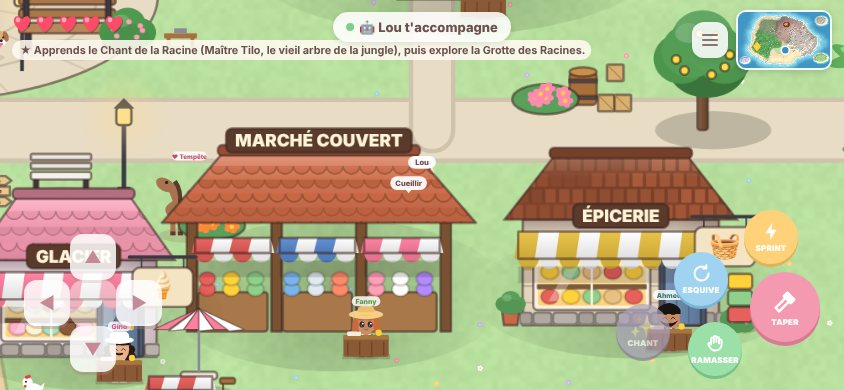 🤖 Lou t'accompagne
★ Apprends le Chant de la Racine (Maître Tilo, le vieil arbre de la jungle), puis explore la Grotte des Racines.
MARCHÉ COUVERT
♥ Tempête
Lou
Cueillir
ÉPICERIE
SPRINT
GLACIER
ESQUIVE
Ahmed
Fanny
TAPER
Gino
CHANT
RAMASSER